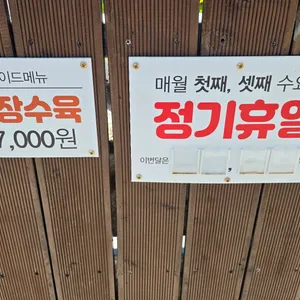 이드메뉴
장수육
7,000원
매월 첫째, 셋째 수요
정기휴일
이번달은